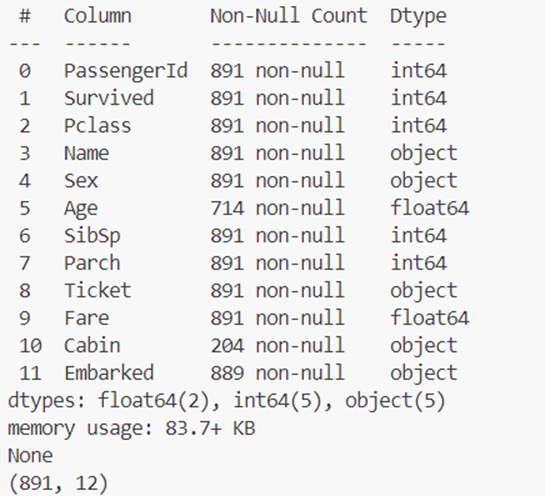 #   Column       Non-Null Count  Dtype
---  ------       --------------  -----
 0   PassengerId  891 non-null    int64
 1   Survived     891 non-null    int64
 2   Pclass       891 non-null    int64
 3   Name         891 non-null    object
 4   Sex          891 non-null    object
 5   Age          714 non-null    float64
 6   SibSp        891 non-null    int64
 7   Parch        891 non-null    int64
 8   Ticket       891 non-null    object
 9   Fare         891 non-null    float64
 10  Cabin        204 non-null    object
 11  Embarked     889 non-null    object
dtypes: float64(2), int64(5), object(5)
memory usage: 83.7+ KB
None
(891, 12)